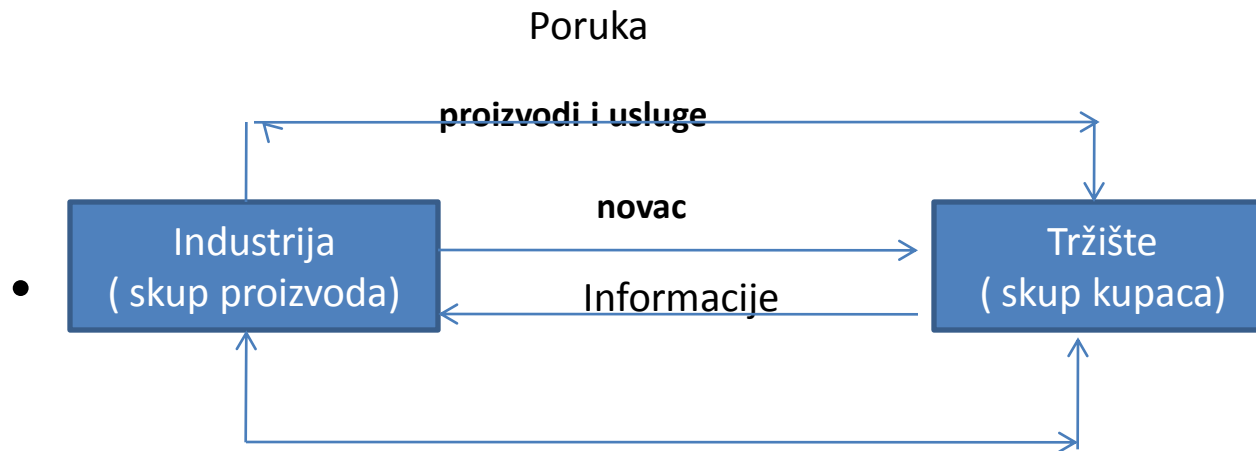 Poruka
proizvodi i usluge
novac
Industrija
( skup proizvoda)
Informacije
Tržište
( skup kupaca)